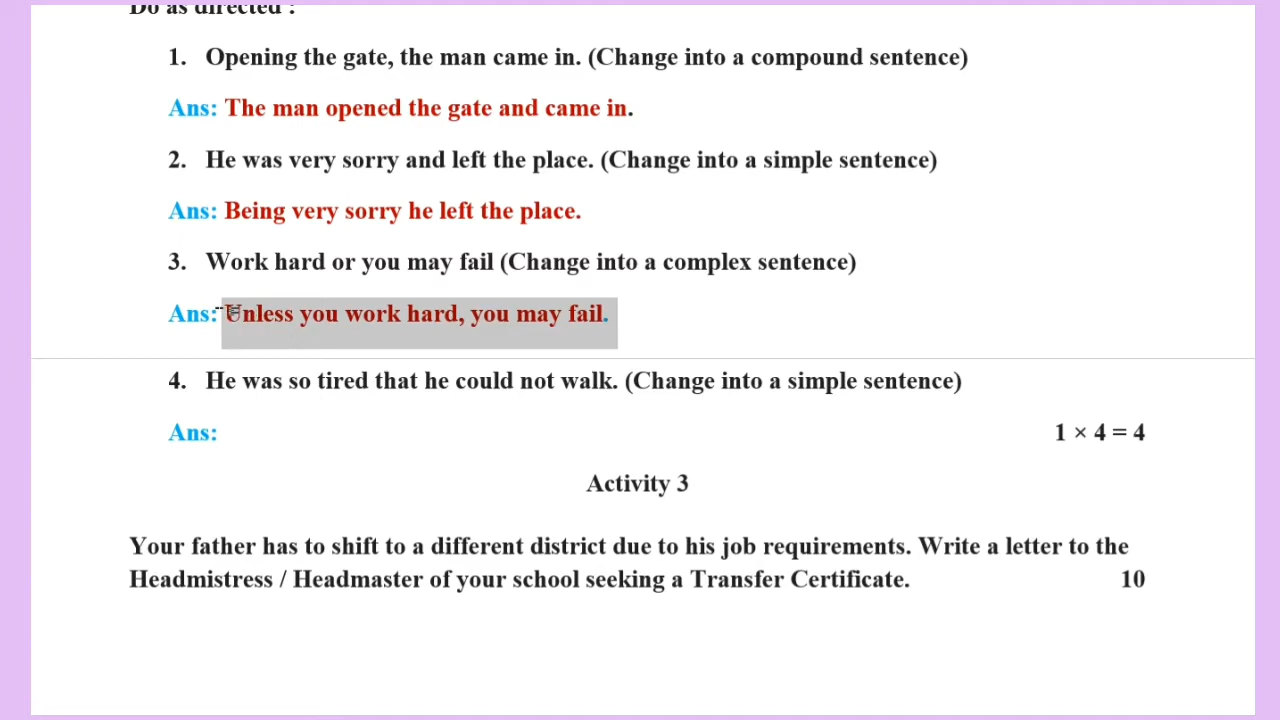 Do as directed :
1. Opening the gate, the man came in. (Change into a compound sentence)
Ans: The man opened the gate and came in.
2. He was very sorry and left the place. (Change into a simple sentence)
Ans: Being very sorry he left the place.
3. Work hard or you may fail (Change into a complex sentence)
Ans: Unless you work hard, you may fail.
4. He was so tired that he could not walk. (Change into a simple sentence)
Ans: 1 × 4 = 4
Activity 3
Your father has to shift to a different district due to his job requirements. Write a letter to the
Headmistress / Headmaster of your school seeking a Transfer Certificate. 10